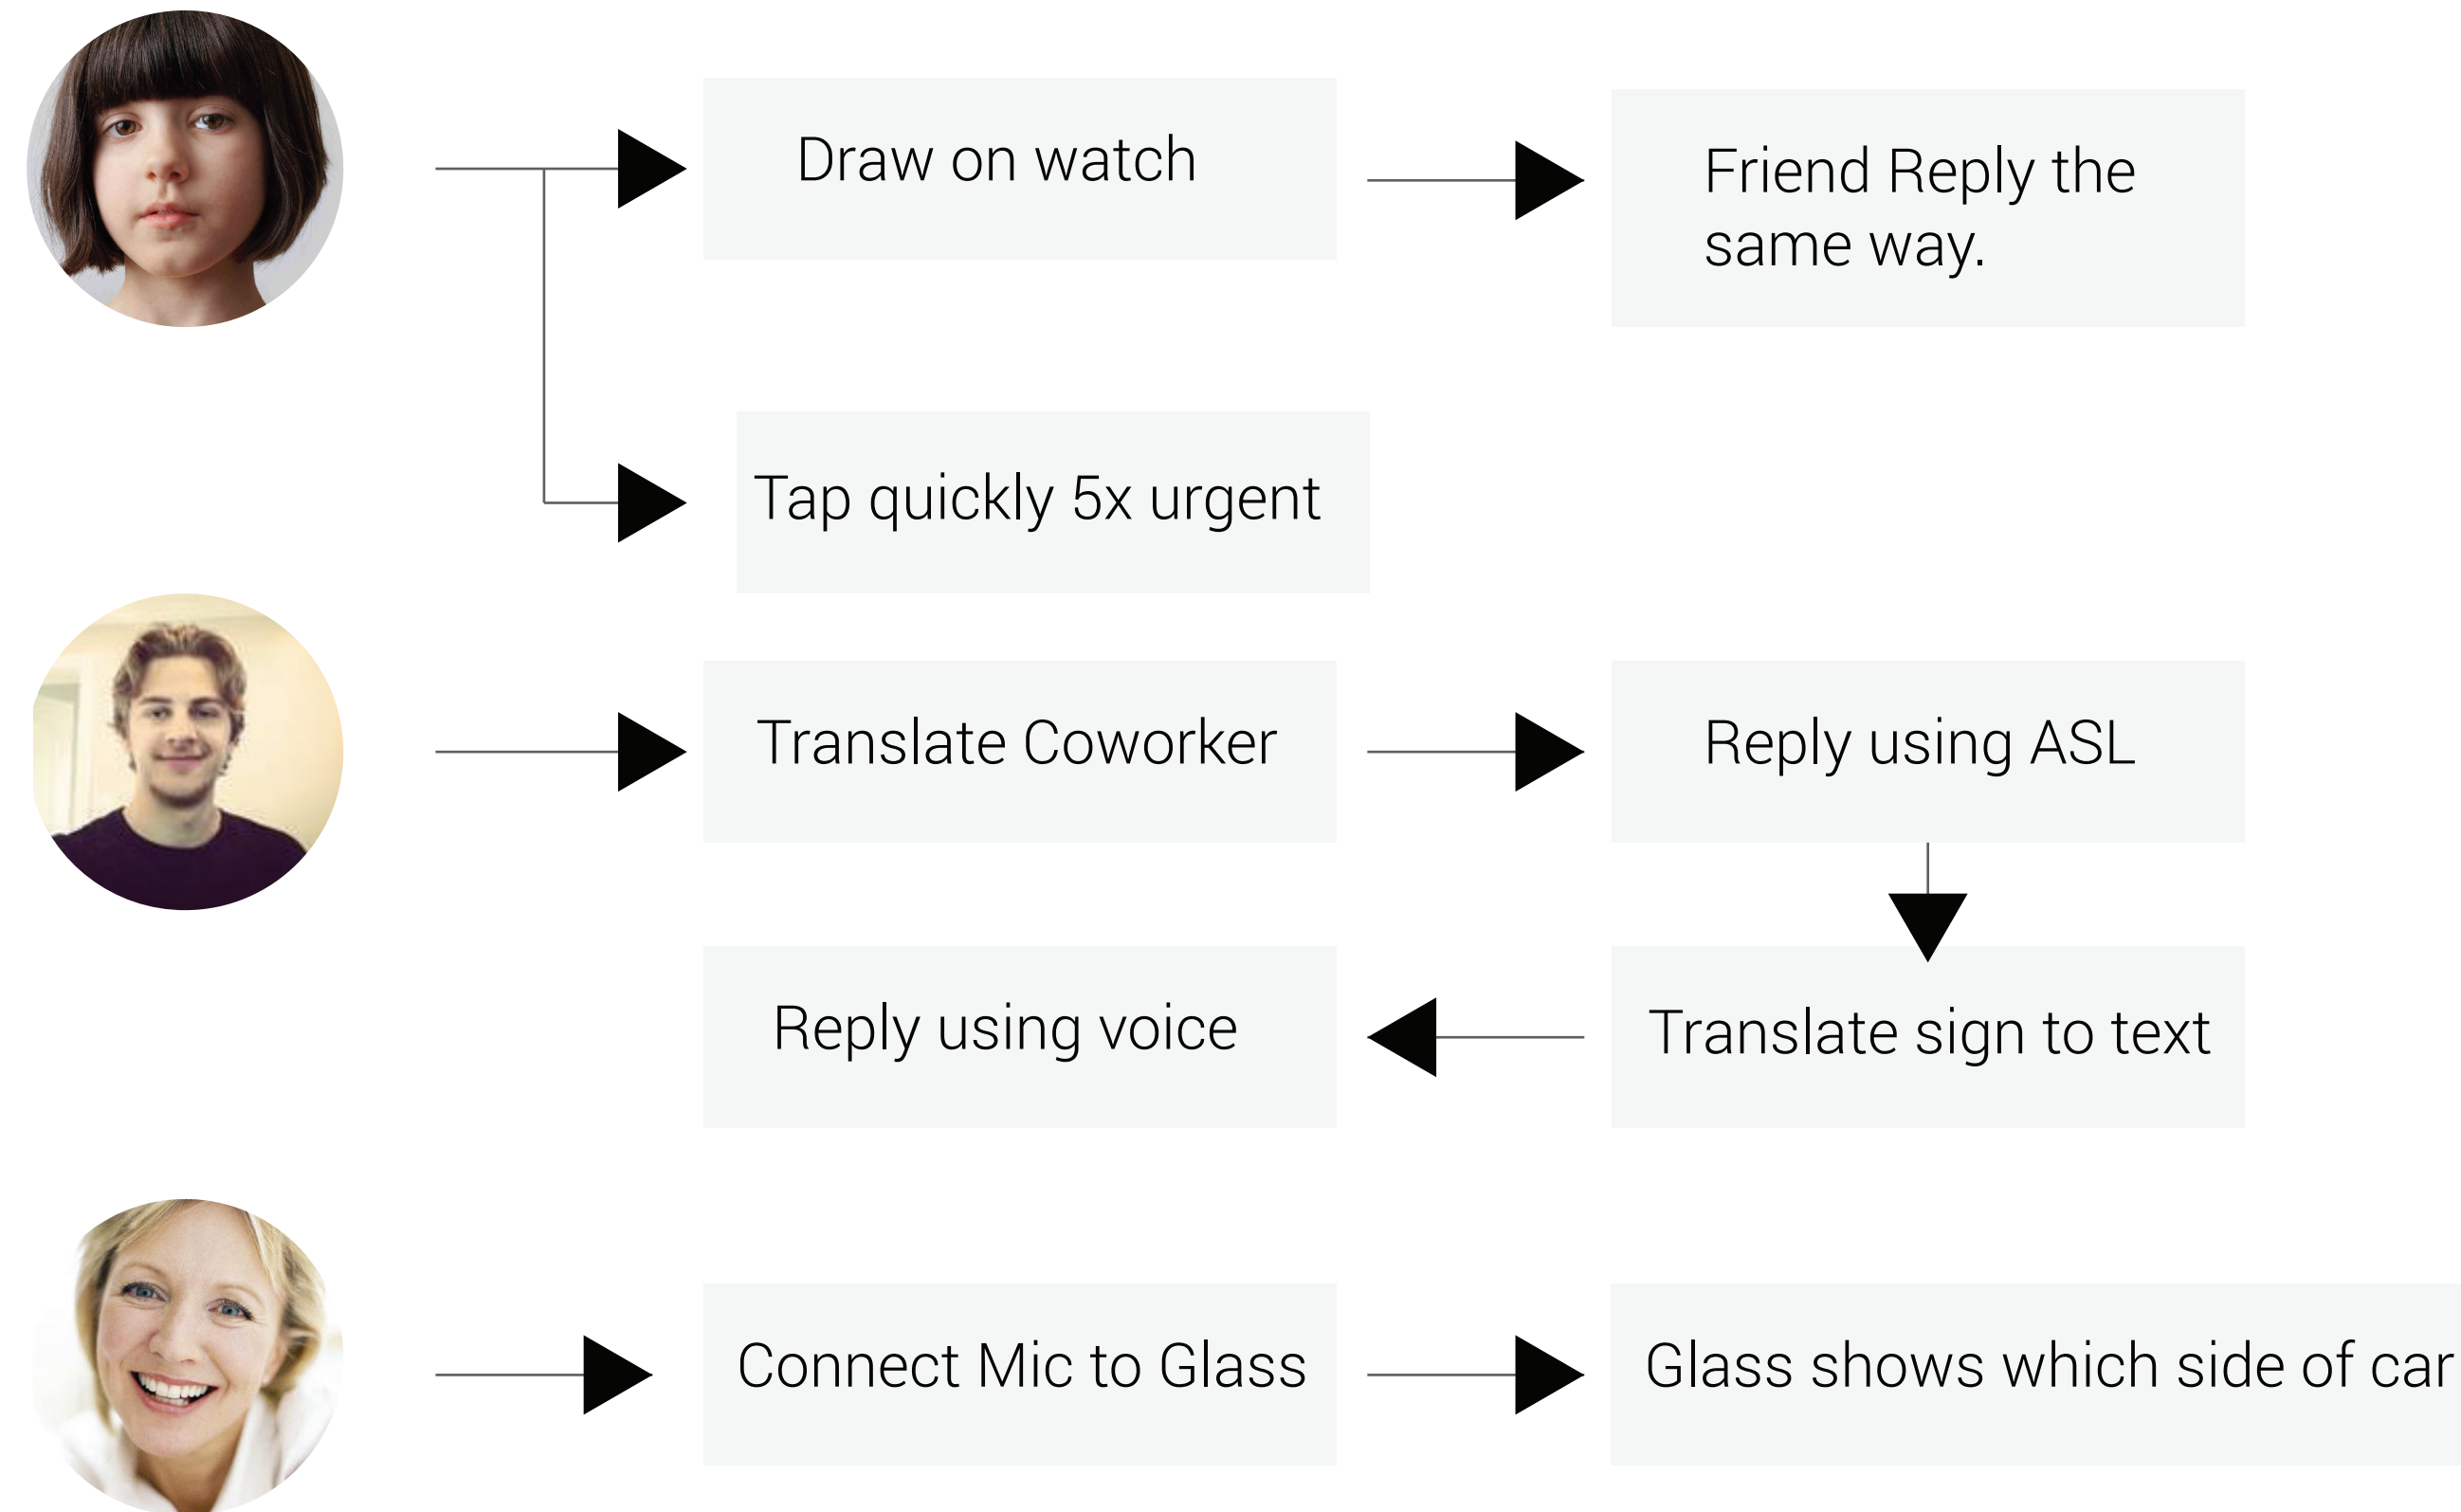 Draw on watch
Friend Reply the
same way.
Tap quickly 5x urgent
Translate Coworker
Reply using ASL
Reply using voice
Translate sign to text
Connect Mic to Glass
Glass shows which side of car